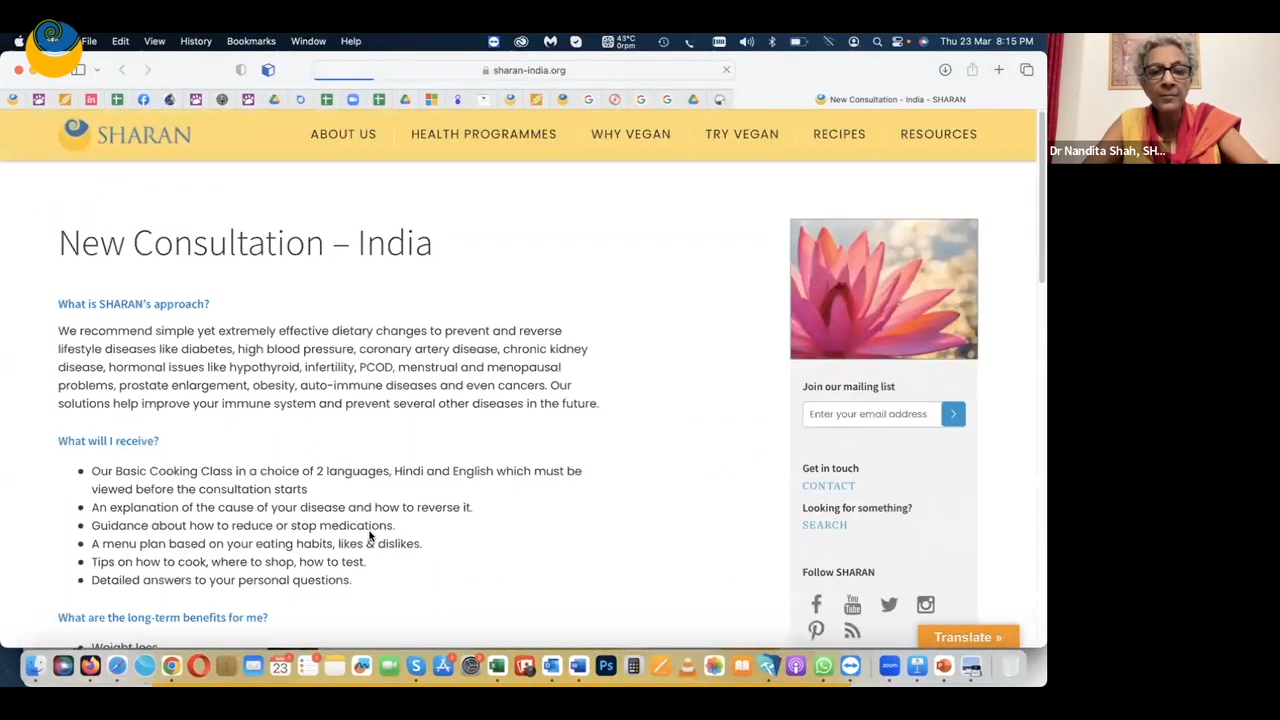 File Edit View History Bookmarks Window Help
43°C
0rpm
Thu 23 Mar 8:15 PM
sharan-india.org
New Consultation - India - SHARAN
SHARAN
ABOUT US HEALTH PROGRAMMES WHY VEGAN TRY VEGAN RECIPES RESOURCES
Dr Nandita Shah, SH...
New Consultation – India
What is SHARAN's approach?
We recommend simple yet extremely effective dietary changes to prevent and reverse
lifestyle diseases like diabetes, high blood pressure, coronary artery disease, chronic kidney
disease, hormonal issues like hypothyroid, infertility, PCOD, menstrual and menopausal
problems, prostate enlargement, obesity, auto-immune diseases and even cancers. Our
solutions help improve your immune system and prevent several other diseases in the future.
What will I receive?
Our Basic Cooking Class in a choice of 2 languages, Hindi and English which must be
viewed before the consultation starts
An explanation of the cause of your disease and how to reverse it.
Guidance about how to reduce or stop medications.
A menu plan based on your eating habits, likes & dislikes.
Tips on how to cook, where to shop, how to test.
Detailed answers to your personal questions.
What are the long-term benefits for me?
Weight loss
Join our mailing list
Enter your email address
Get in touch
CONTACT
Looking for something?
SEARCH
Follow SHARAN
You
Tube
Translate »
23
Ps
zoom